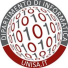 DIPARTIMENTO DI INFORMATICA
UNISA.IT